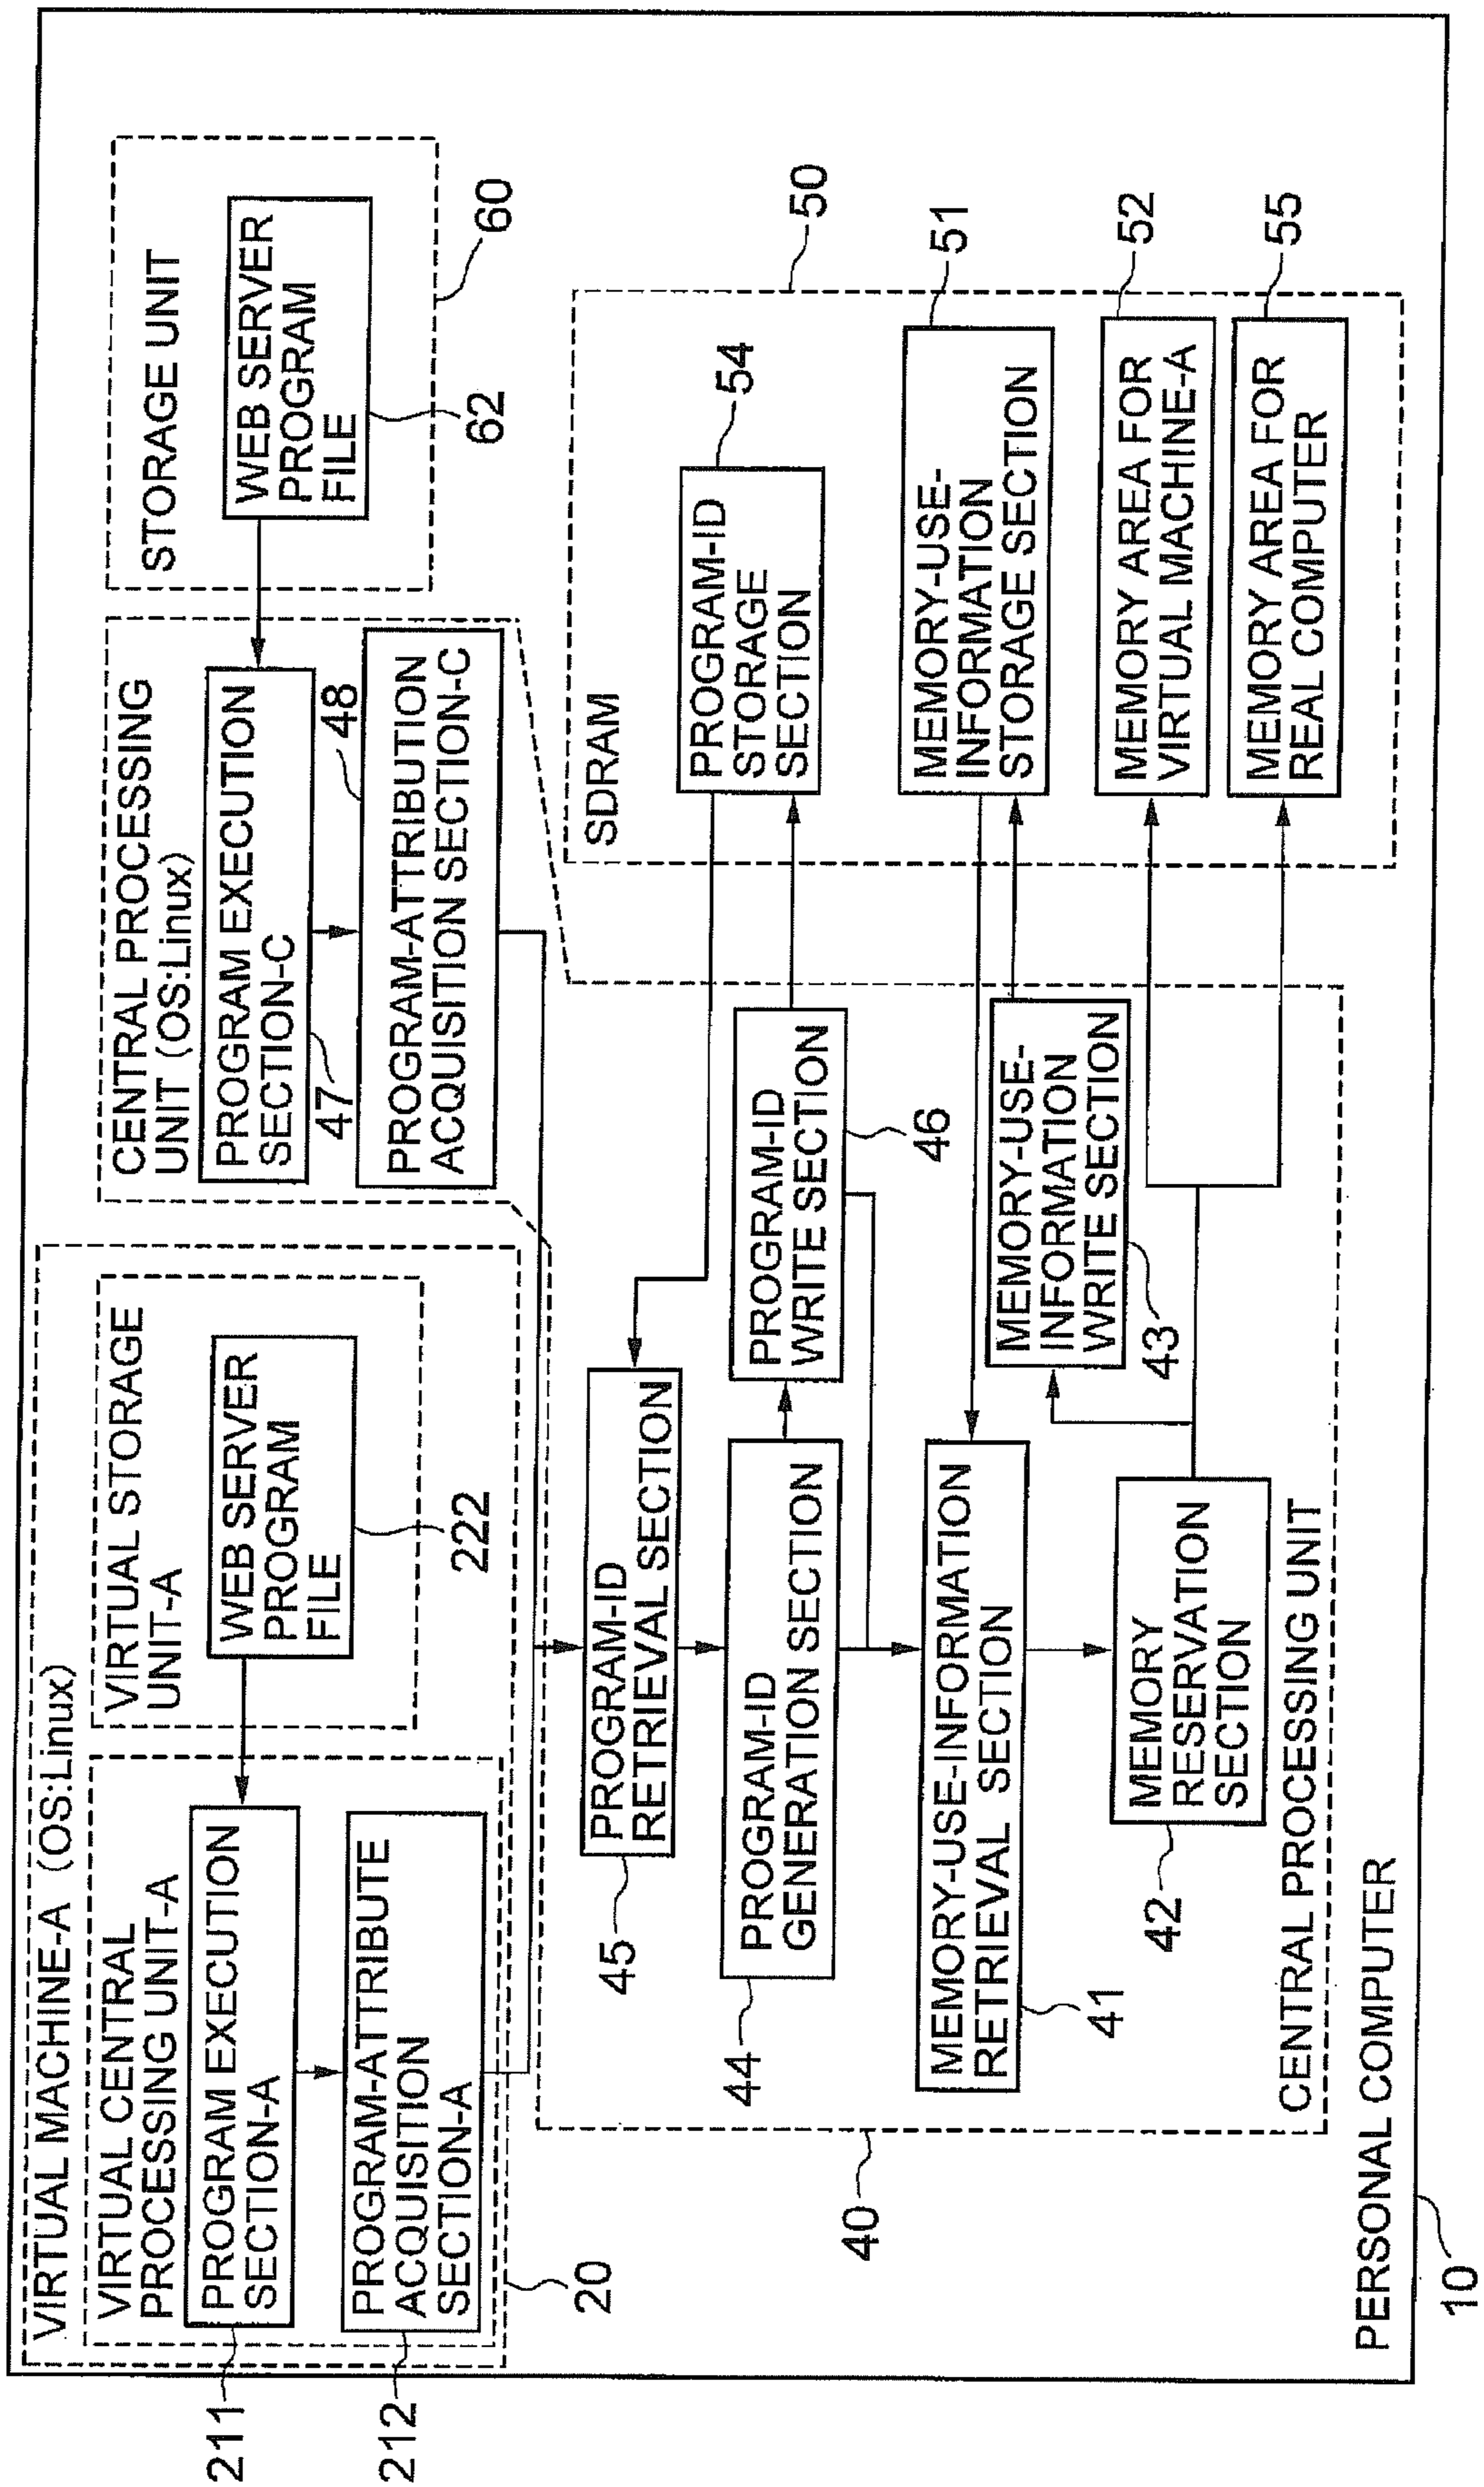 VIRTUAL MACHINE-A (OS:Linux)
VIRTUAL CENTRAL
PROCESSING UNIT-A
PROGRAM EXECUTION
SECTION-A
211
PROGRAM-ATTRIBUTE
ACQUISITION
SECTION-A
212
20
VIRTUAL STORAGE
UNIT-A
WEB SERVER
PROGRAM
FILE
222
CENTRAL PROCESSING
UNIT (OS:Linux)
PROGRAM EXECUTION
SECTION-C
47
48
PROGRAM-ATTRIBUTION
ACQUISITION SECTION-C
STORAGE UNIT
WEB SERVER
PROGRAM
FILE
62
60
PROGRAM-ID
RETRIEVAL SECTION
45
PROGRAM-ID
GENERATION SECTION
44
PROGRAM-ID
WRITE SECTION
46
MEMORY-USE-INFORMATION
RETRIEVAL SECTION
41
MEMORY-USE-
INFORMATION
WRITE SECTION
43
MEMORY
RESERVATION
SECTION
42
CENTRAL PROCESSING UNIT
40
SDRAM
50
PROGRAM-ID
STORAGE
SECTION
54
MEMORY-USE-
INFORMATION
STORAGE SECTION
51
MEMORY AREA FOR
VIRTUAL MACHINE-A
52
MEMORY AREA FOR
REAL COMPUTER
55
PERSONAL COMPUTER
10